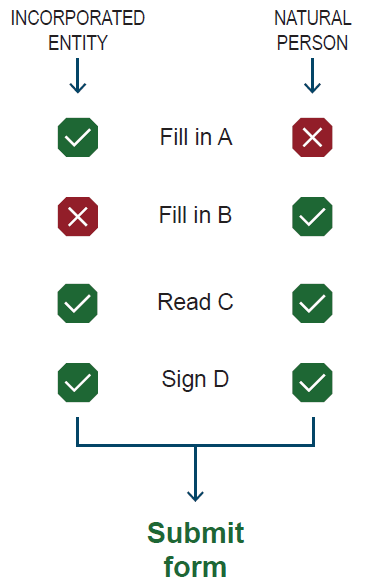 INCORPORATED
ENTITY
NATURAL
PERSON
Fill in A
Fill in B
Read C
Sign D
Submit
form